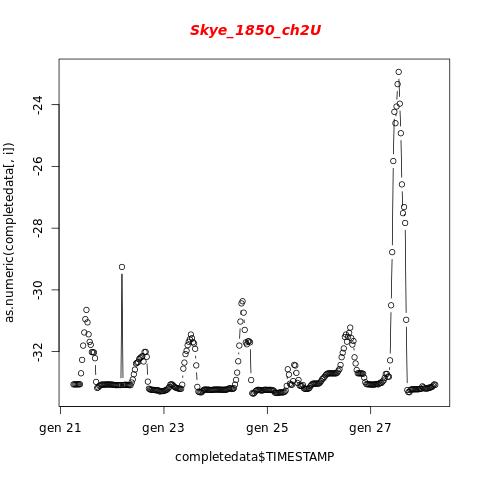 Skye_1850_ch2U
as.numeric(completedata[, i])
-24
-26
-28
-30
-32
gen 21
gen 23
gen 25
gen 27
completedata$TIMESTAMP